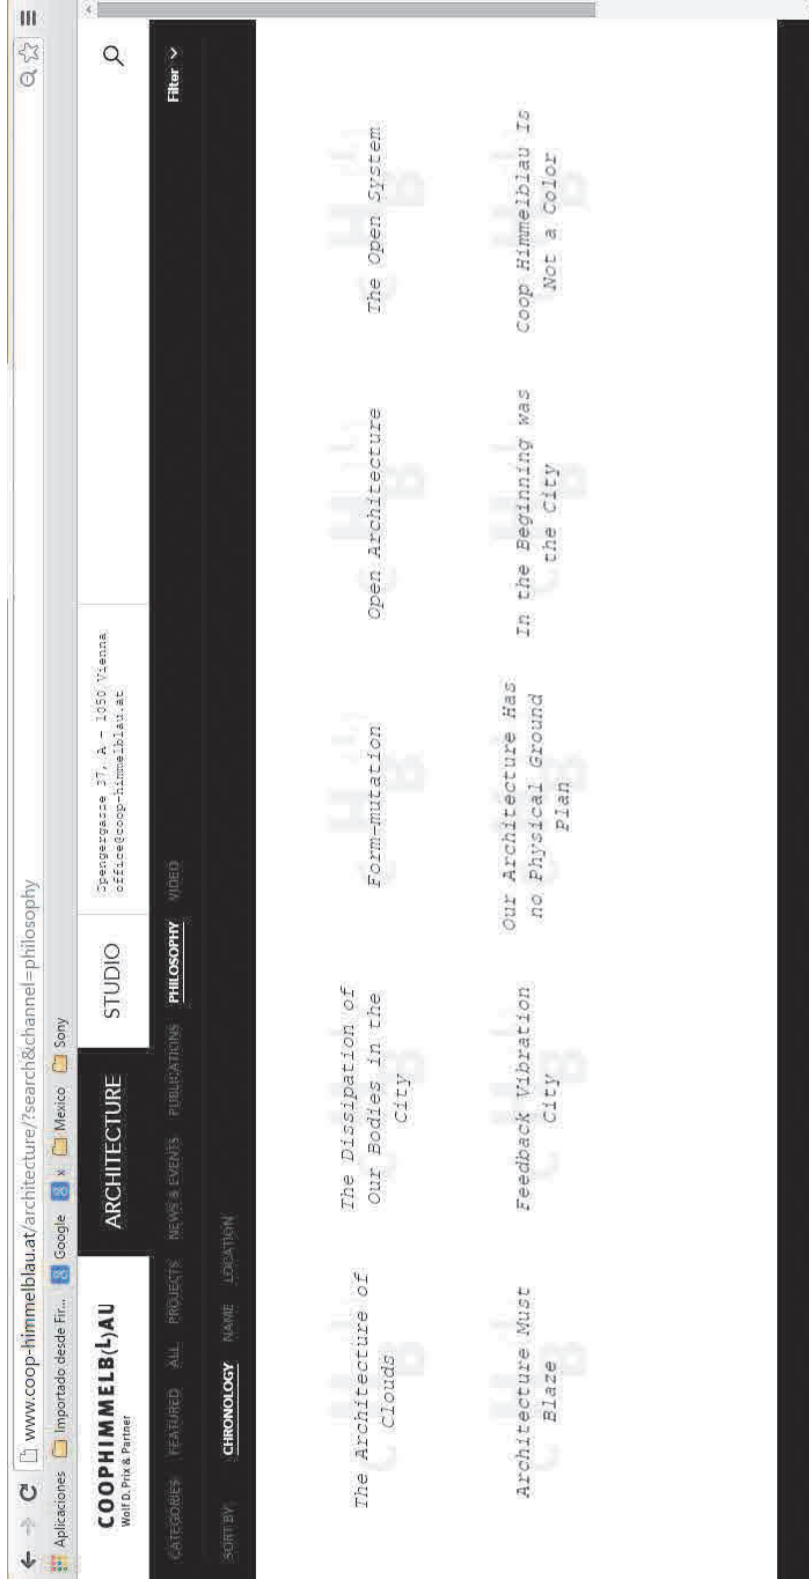 www.coop-himmelblau.at/architecture/?search&channel=philosophy
Aplicaciones Importado desde Fir... Google x Mexico Sony
COOPHIMMELB(L)AU
Wolf D. Prix & Partner
ARCHITECTURE
STUDIO
Spengergasse 37, A - 1050 Vienna
office@coop-himmelblau.at
CATEGORIES FEATURED ALL PROJECTS NEWS & EVENTS PUBLICATIONS PHILOSOPHY VIDEO
Filter
SORT BY CHRONOLOGY NAME LOCATION
The Architecture of
Clouds
The Dissipation of
Our Bodies in the
City
Form-mutation
Open Architecture
The Open System
Architecture Must
Blaze
Feedback Vibration
City
Our Architecture Has
no Physical Ground
Plan
In the Beginning was
the City
Coop Himmelblau Is
Not a Color